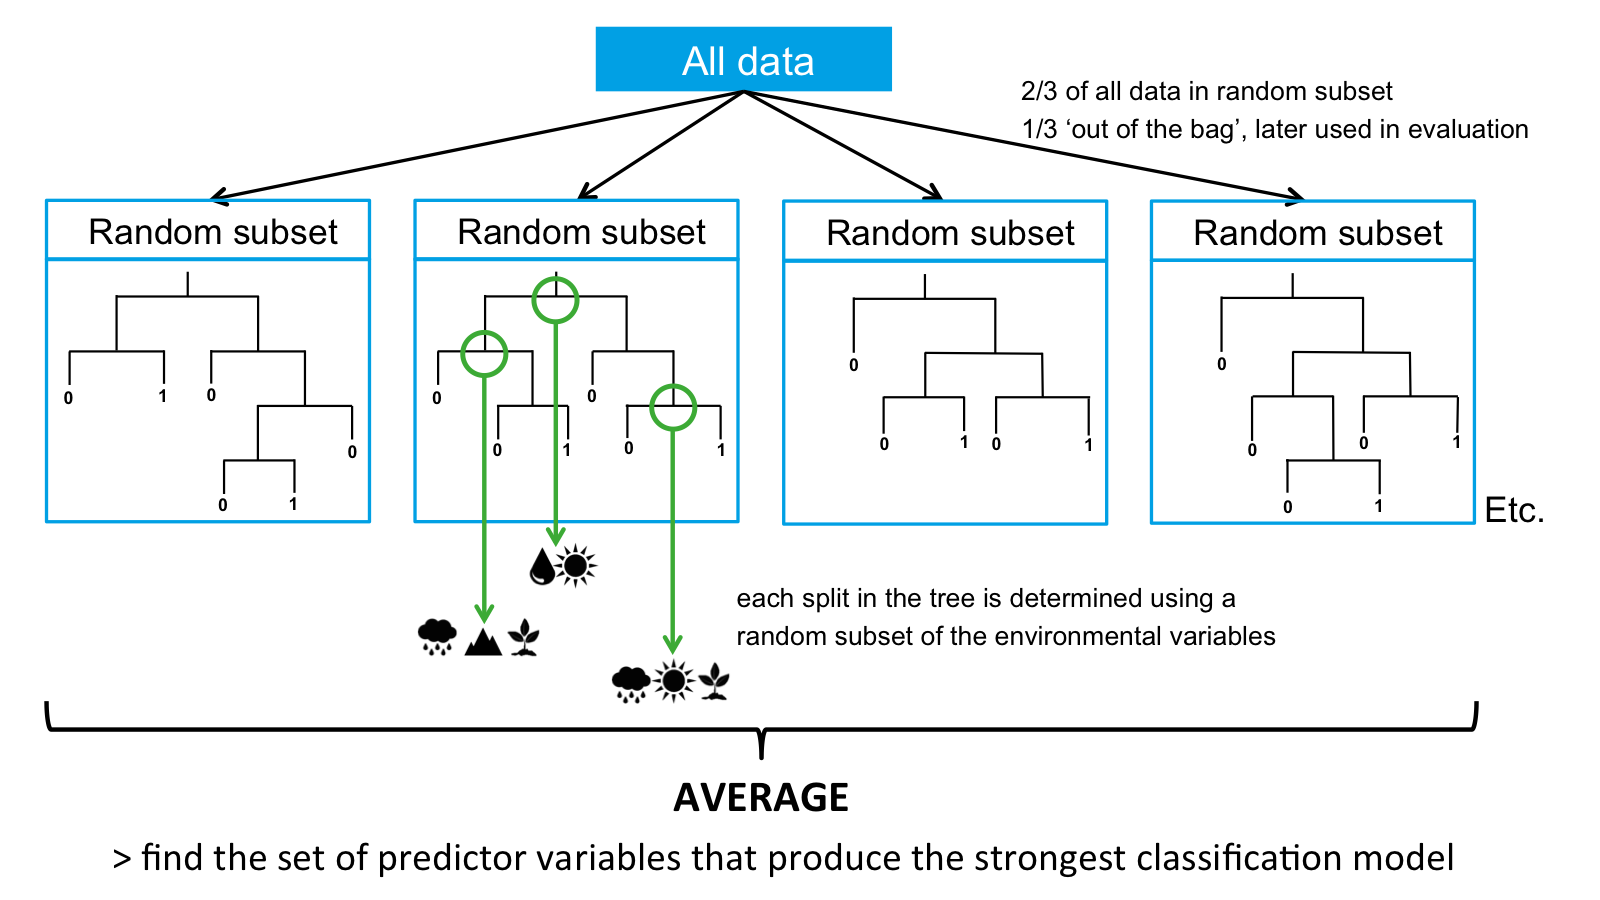 All data
2/3 of all data in random subset
1/3 ‘out of the bag’, later used in evaluation
Random subset
Random subset
Random subset
Random subset
0
1
0
0
0
1
0
0
1
0
0
1
0
0
1
0
1
0
0
0
1
0
1
Etc.
each split in the tree is determined using a
random subset of the environmental variables
AVERAGE
> find the set of predictor variables that produce the strongest classification model